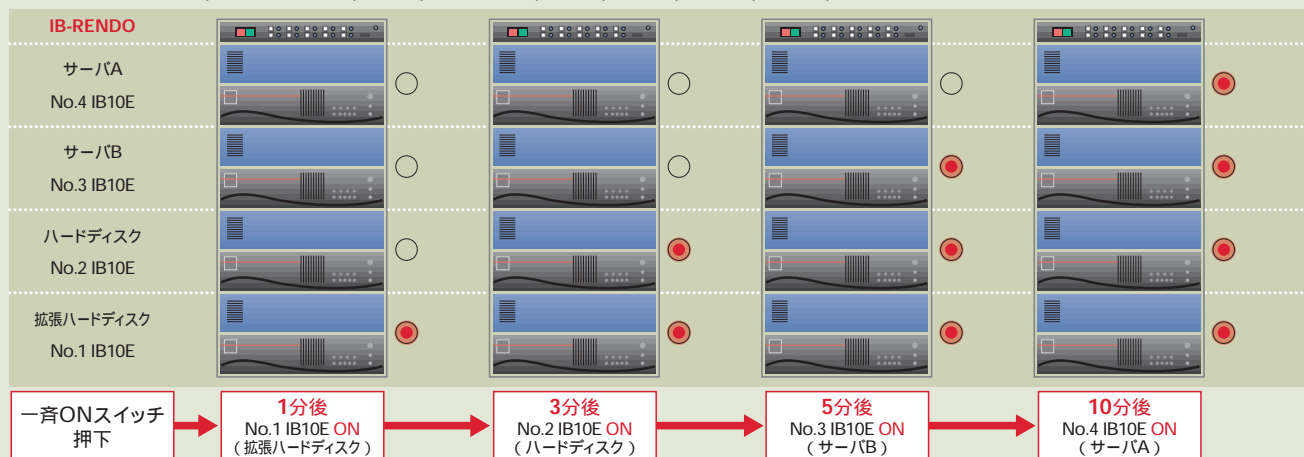 IB-RENDO
サーバA
No.4 IB10E
サーバB
No.3 IB10E
ハードディスク
No.2 IB10E
拡張ハードディスク
No.1 IB10E
一斉ONスイッチ
押下
1分後
No.1 IB10E ON
(拡張ハードディスク)
3分後
No.2 IB10E ON
(ハードディスク)
5分後
No.3 IB10E ON
(サーバB)
10分後
No.4 IB10E ON
(サーバA)